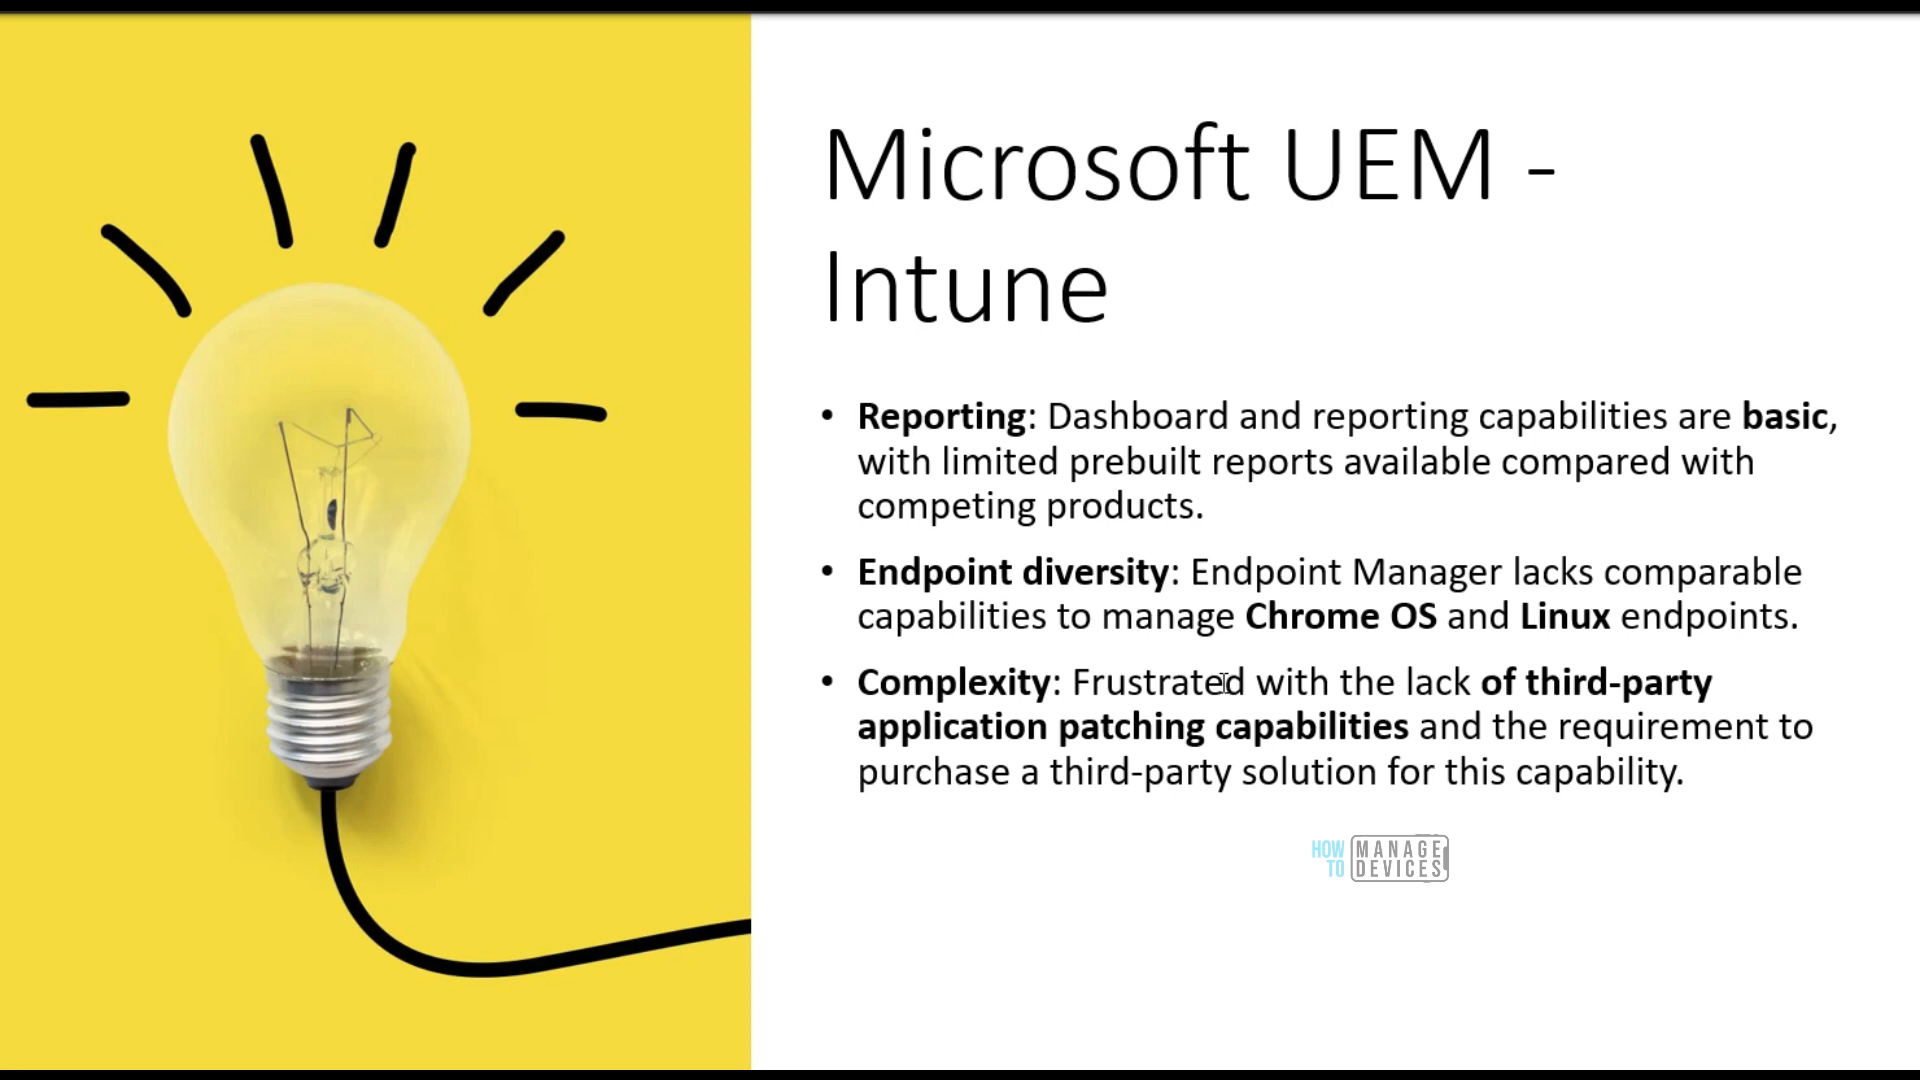 Microsoft UEM -
Intune
• Reporting: Dashboard and reporting capabilities are basic,
with limited prebuilt reports available compared with
competing products.
• Endpoint diversity: Endpoint Manager lacks comparable
capabilities to manage Chrome OS and Linux endpoints.
• Complexity: Frustrated with the lack of third-party
application patching capabilities and the requirement to
purchase a third-party solution for this capability.
HOW MANAGE
TO DEVICES